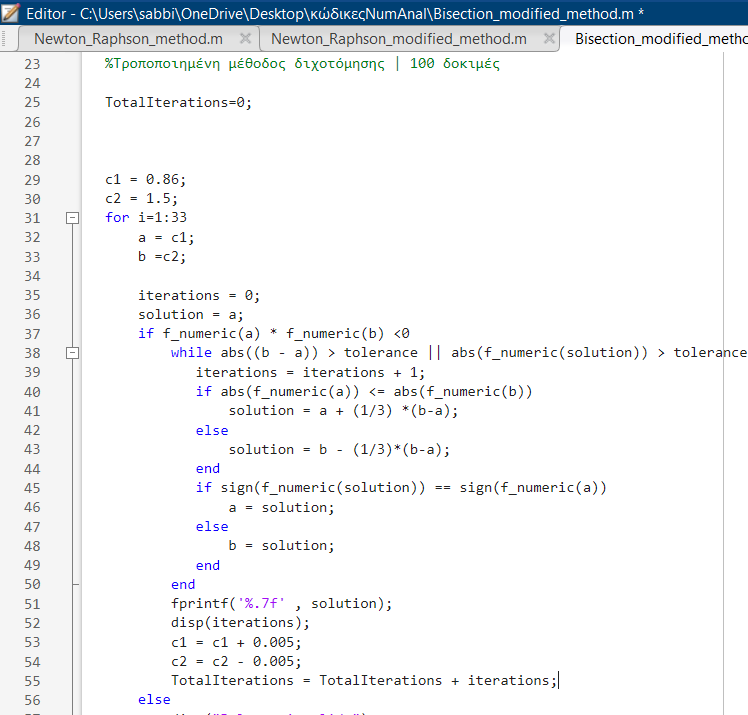 Editor - C:\Users\sabbi\OneDrive\Desktop\κώδικεςNumAnal\Bisection_modified_method.m *
Newton_Raphson_method.m × Newton_Raphson_modified_method.m × Bisection_modified_metho
23 %Τροποποιημένη μέθοδος διχοτόμησης | 100 δοκιμές
24
25 TotalIterations=0;
26
27
28
29 c1 = 0.86;
30 c2 = 1.5;
31 for i=1:33
32 a = c1;
33 b =c2;
34
35 iterations = 0;
36 solution = a;
37 if f_numeric(a) * f_numeric(b) <0
38 while abs((b - a)) > tolerance || abs(f_numeric(solution)) > tolerance
39 iterations = iterations + 1;
40 if abs(f_numeric(a)) <= abs(f_numeric(b))
41 solution = a + (1/3) *(b-a);
42 else
43 solution = b - (1/3)*(b-a);
44 end
45 if sign(f_numeric(solution)) == sign(f_numeric(a))
46 a = solution;
47 else
48 b = solution;
49 end
50 end
51 fprintf('%.7f' , solution);
52 disp(iterations);
53 c1 = c1 + 0.005;
54 c2 = c2 - 0.005;
55 TotalIterations = TotalIterations + iterations;
56 else